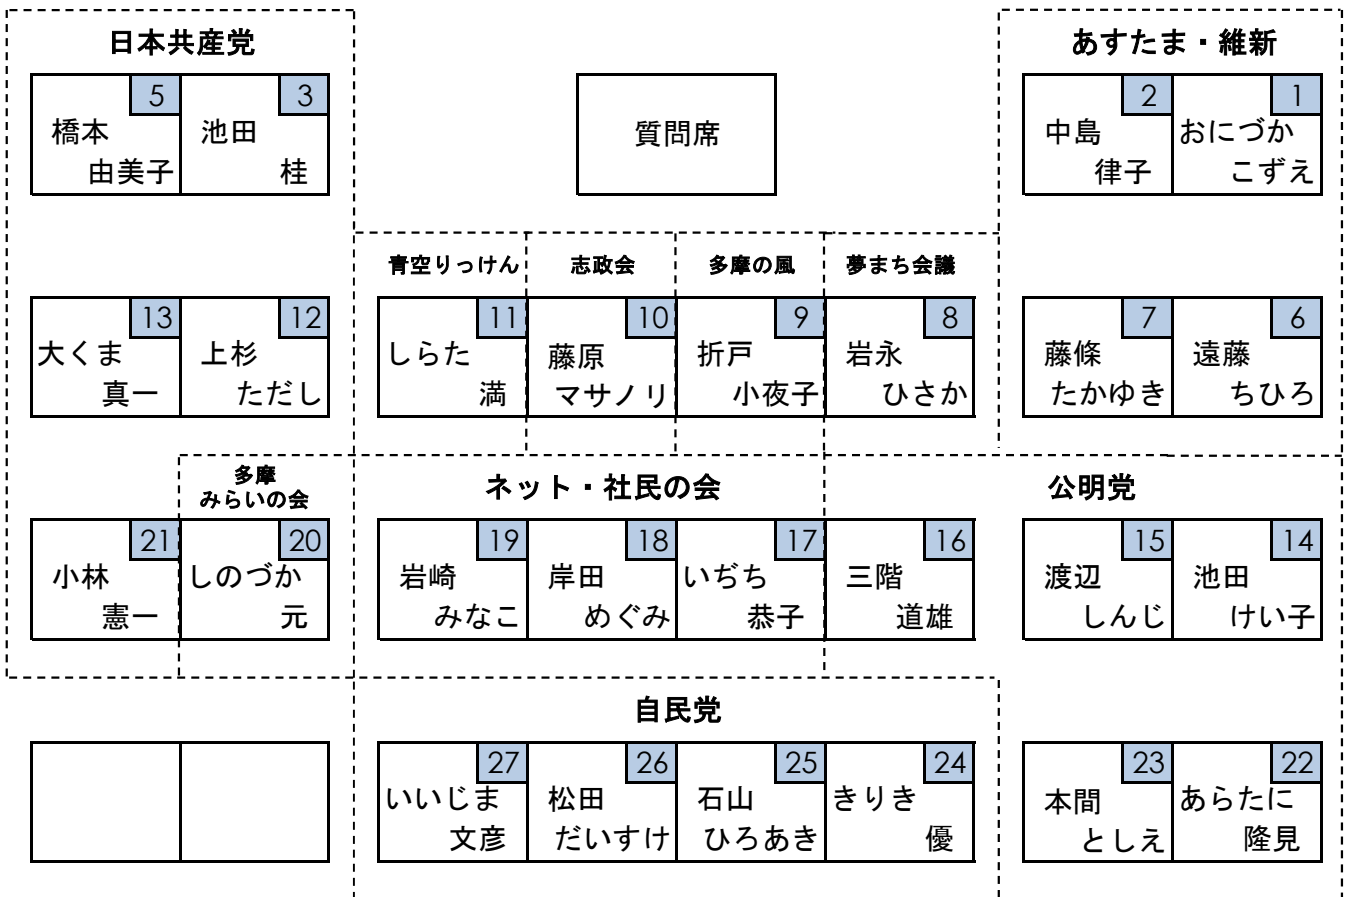 日本共産党
あすたま・維新
5
橋本
由美子
3
池田
桂
質問席
2
中島
律子
1
おにづか
こずえ
青空りっけん
志政会
多摩の風
夢まち会議
13
大くま
真一
12
上杉
ただし
11
しらた
満
10
藤原
マサノリ
9
折戸
小夜子
8
岩永
ひさか
7
藤條
たかゆき
6
遠藤
ちひろ
多摩
みらいの会
ネット・社民の会
公明党
21
小林
憲一
20
しのづか
元
19
岩崎
みなこ
18
岸田
めぐみ
17
いぢち
恭子
16
三階
道雄
15
渡辺
しんじ
14
池田
けい子
自民党
27
いいじま
文彦
26
松田
だいすけ
25
石山
ひろあき
24
きりき
優
23
本間
としえ
22
あらたに
隆見